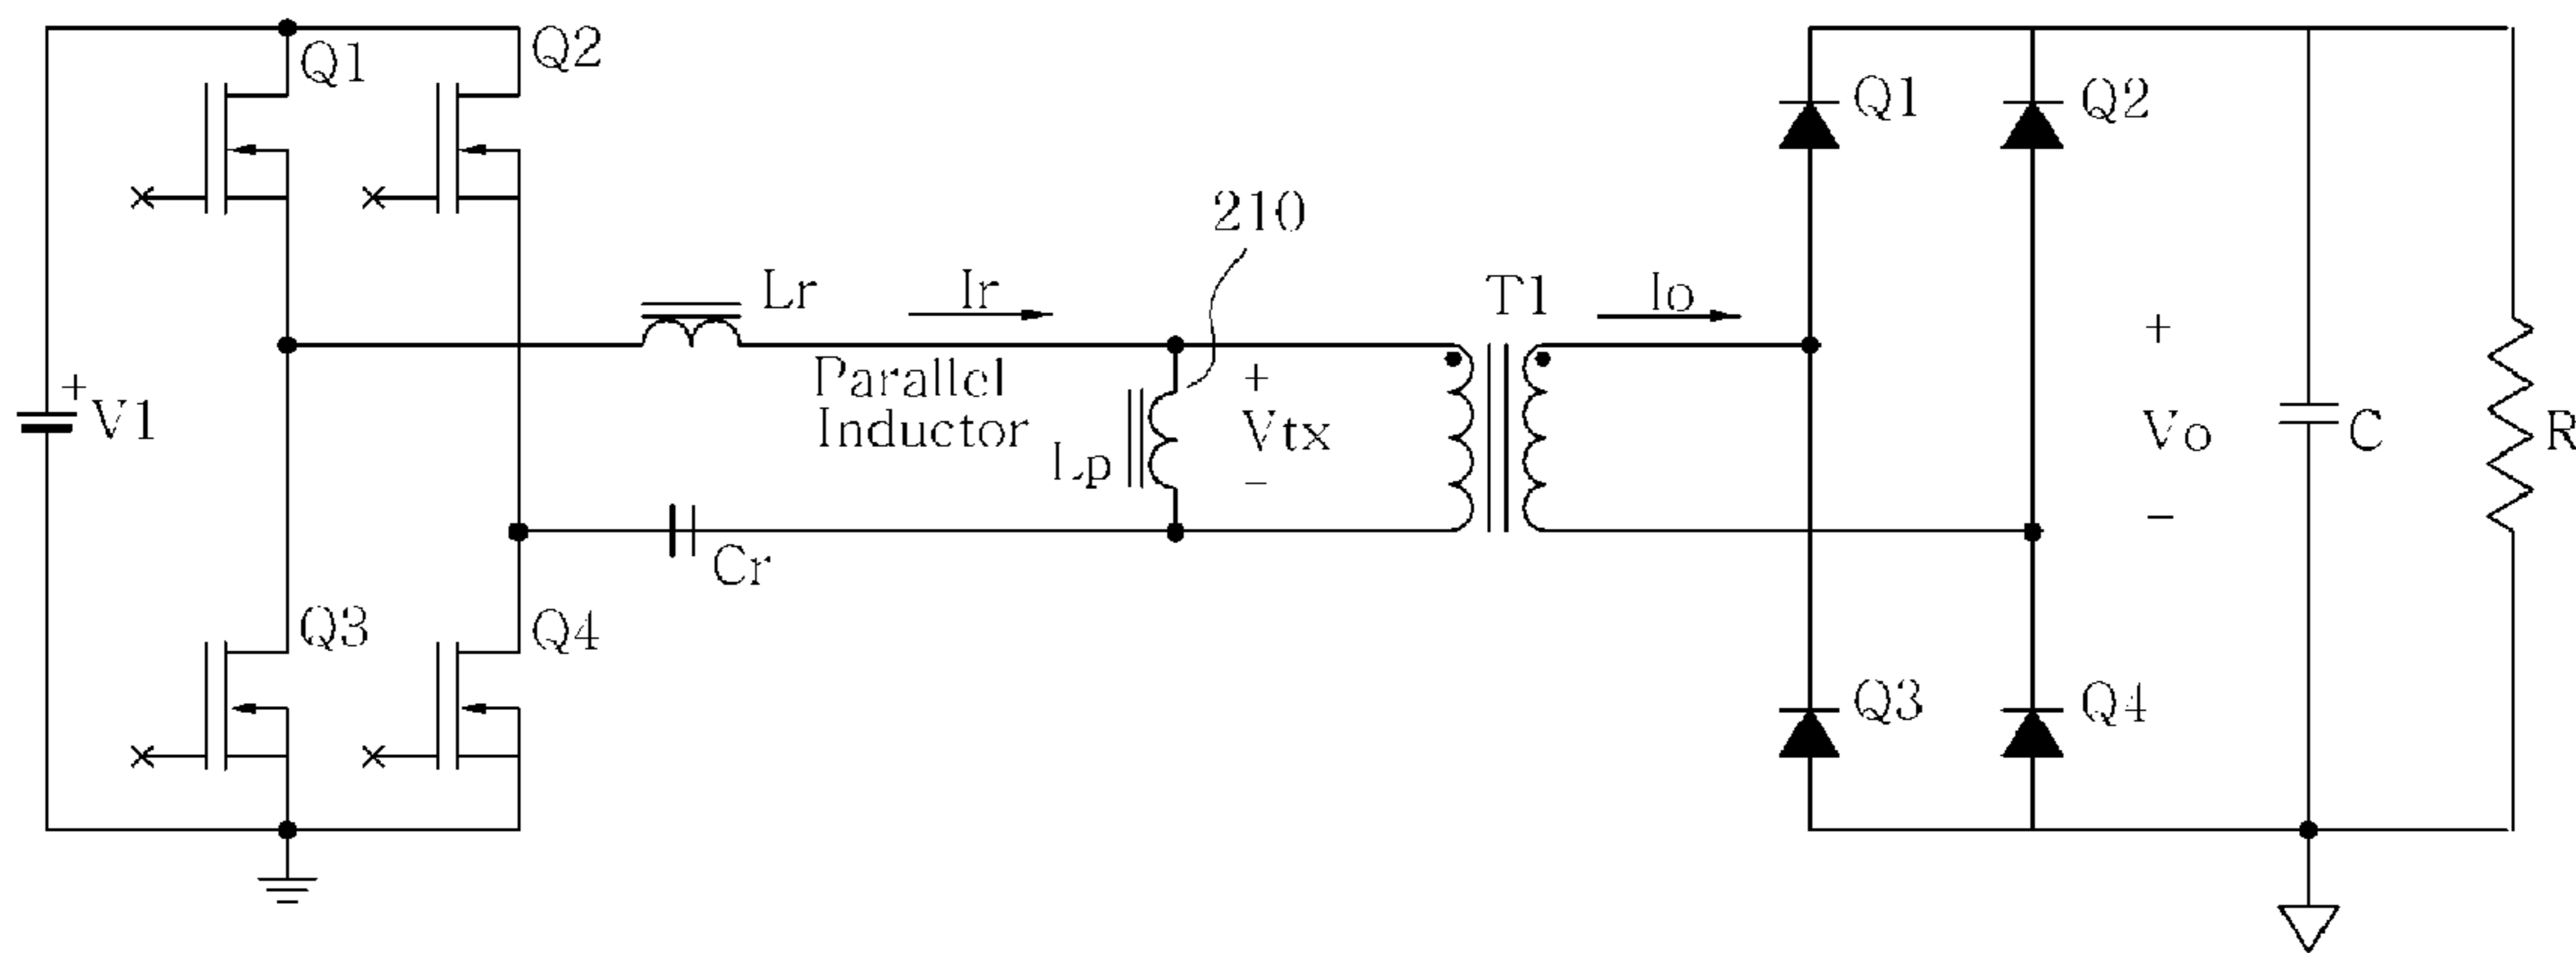 Q1
Q2
Q1
Q2
210
Lr
Ir
T1
Io
+
V1
Parallel
Inductor
Lp
+
Vtx
-
+
Vo
-
C
R
Cr
Q3
Q4
Q3
Q4